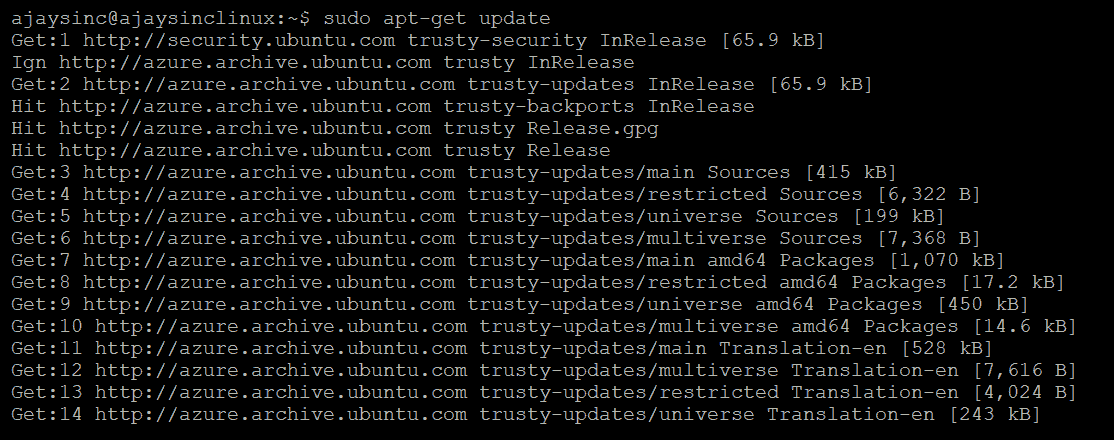 ajaysinc@ajaysinclinux:~$ sudo apt-get update
Get:1 http://security.ubuntu.com trusty-security InRelease [65.9 kB]
Ign http://azure.archive.ubuntu.com trusty InRelease
Get:2 http://azure.archive.ubuntu.com trusty-updates InRelease [65.9 kB]
Hit http://azure.archive.ubuntu.com trusty-backports InRelease
Hit http://azure.archive.ubuntu.com trusty Release.gpg
Hit http://azure.archive.ubuntu.com trusty Release
Get:3 http://azure.archive.ubuntu.com trusty-updates/main Sources [415 kB]
Get:4 http://azure.archive.ubuntu.com trusty-updates/restricted Sources [6,322 B]
Get:5 http://azure.archive.ubuntu.com trusty-updates/universe Sources [199 kB]
Get:6 http://azure.archive.ubuntu.com trusty-updates/multiverse Sources [7,368 B]
Get:7 http://azure.archive.ubuntu.com trusty-updates/main amd64 Packages [1,070 kB]
Get:8 http://azure.archive.ubuntu.com trusty-updates/restricted amd64 Packages [17.2 kB]
Get:9 http://azure.archive.ubuntu.com trusty-updates/universe amd64 Packages [450 kB]
Get:10 http://azure.archive.ubuntu.com trusty-updates/multiverse amd64 Packages [14.6 kB]
Get:11 http://azure.archive.ubuntu.com trusty-updates/main Translation-en [528 kB]
Get:12 http://azure.archive.ubuntu.com trusty-updates/multiverse Translation-en [7,616 B]
Get:13 http://azure.archive.ubuntu.com trusty-updates/restricted Translation-en [4,024 B]
Get:14 http://azure.archive.ubuntu.com trusty-updates/universe Translation-en [243 kB]